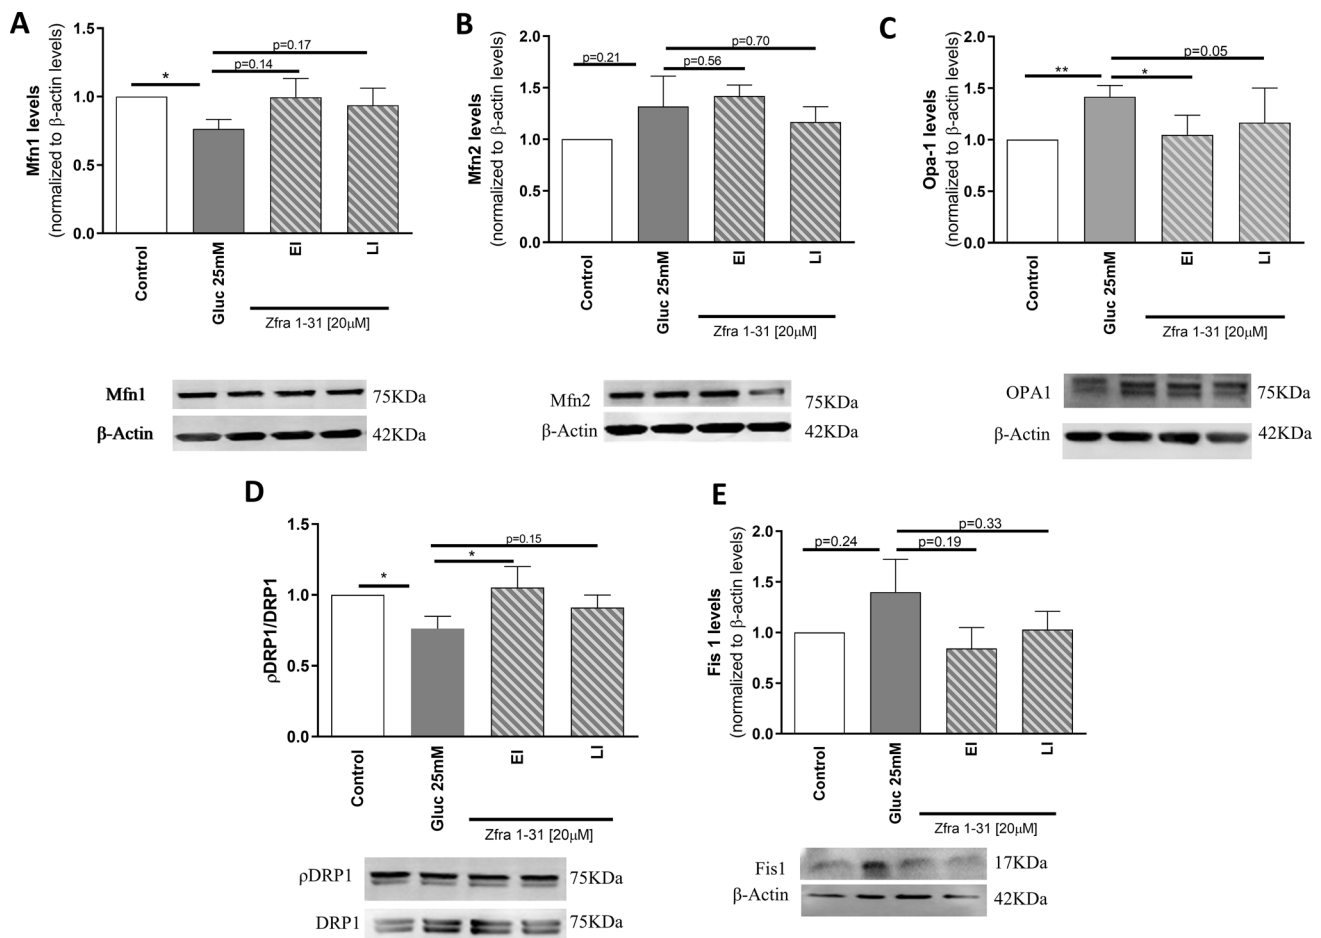 A
Mfn1 levels
(normalized to β-actin levels)
1.5
1.0
0.5
0.0
p=0.17
p=0.14
*
Control
Gluc 25mM
EI
LI
Zfra 1-31 [20μM]
Mfn1
75KDa
β-Actin
42KDa
B
Mfn2 levels
(normalized to β-actin levels)
2.0
1.5
1.0
0.5
0.0
p=0.70
p=0.21
p=0.56
Control
Gluc 25mM
EI
LI
Zfra 1-31 [20μM]
Mfn2
75KDa
β-Actin
42KDa
C
Opa-1 levels
(normalized to β-actin levels)
2.0
1.5
1.0
0.5
0.0
p=0.05
**
*
Control
Gluc 25mM
EI
LI
Zfra 1-31 [20μM]
OPA1
75KDa
β-Actin
42KDa
D
ρDRP1/DRP1
1.5
1.0
0.5
0.0
p=0.15
*
*
Control
Gluc 25mM
EI
LI
Zfra 1-31 [20μM]
ρDRP1
75KDa
DRP1
75KDa
E
Fis 1 levels
(normalized to β-actin levels)
2.0
1.5
1.0
0.5
0.0
p=0.33
p=0.24
p=0.19
Control
Gluc 25mM
EI
LI
Zfra 1-31 [20μM]
Fis1
17KDa
β-Actin
42KDa